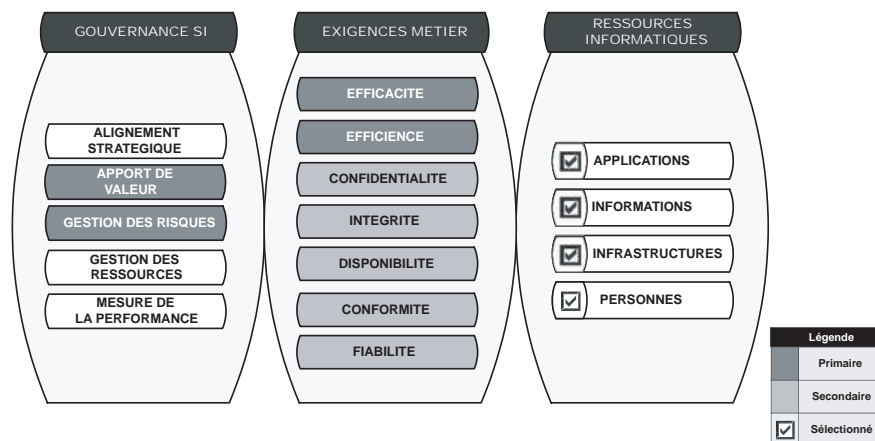 GOUVERNANCE SI
ALIGNEMENT
STRATEGIQUE
APPORT DE
VALEUR
GESTION DES RISQUES
GESTION DES
RESSOURCES
MESURE DE
LA PERFORMANCE
EXIGENCES METIER
EFFICACITE
EFFICIENCE
CONFIDENTIALITE
INTEGRITE
DISPONIBILITE
CONFORMITE
FIABILITE
RESSOURCES
INFORMATIQUES
APPLICATIONS
INFORMATIONS
INFRASTRUCTURES
PERSONNES
Légende
Primaire
Secondaire
Sélectionné